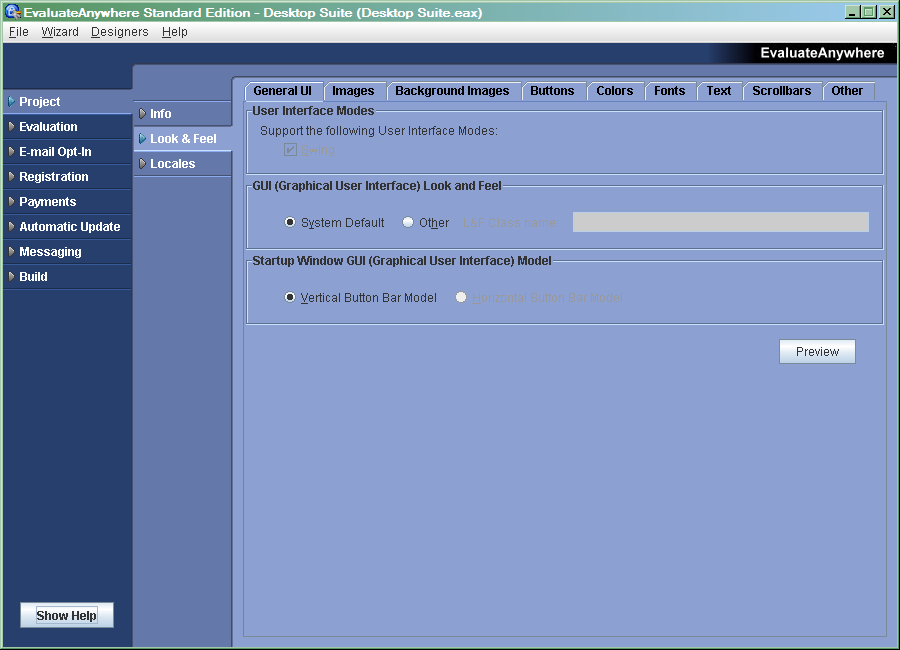 EvaluateAnywhere Standard Edition - Desktop Suite (Desktop Suite.eax)
File Wizard Designers Help
EvaluateAnywhere
Project
Evaluation
E-mail Opt-In
Registration
Payments
Automatic Update
Messaging
Build
Show Help
Info
Look & Feel
Locales
General UI Images Background Images Buttons Colors Fonts Text Scrollbars Other
User Interface Modes
Support the following User Interface Modes:
Swing
GUI (Graphical User Interface) Look and Feel
System Default Other L&F Class Name:
Startup Window GUI (Graphical User Interface) Model
Vertical Button Bar Model Horizontal Button Bar Model
Preview